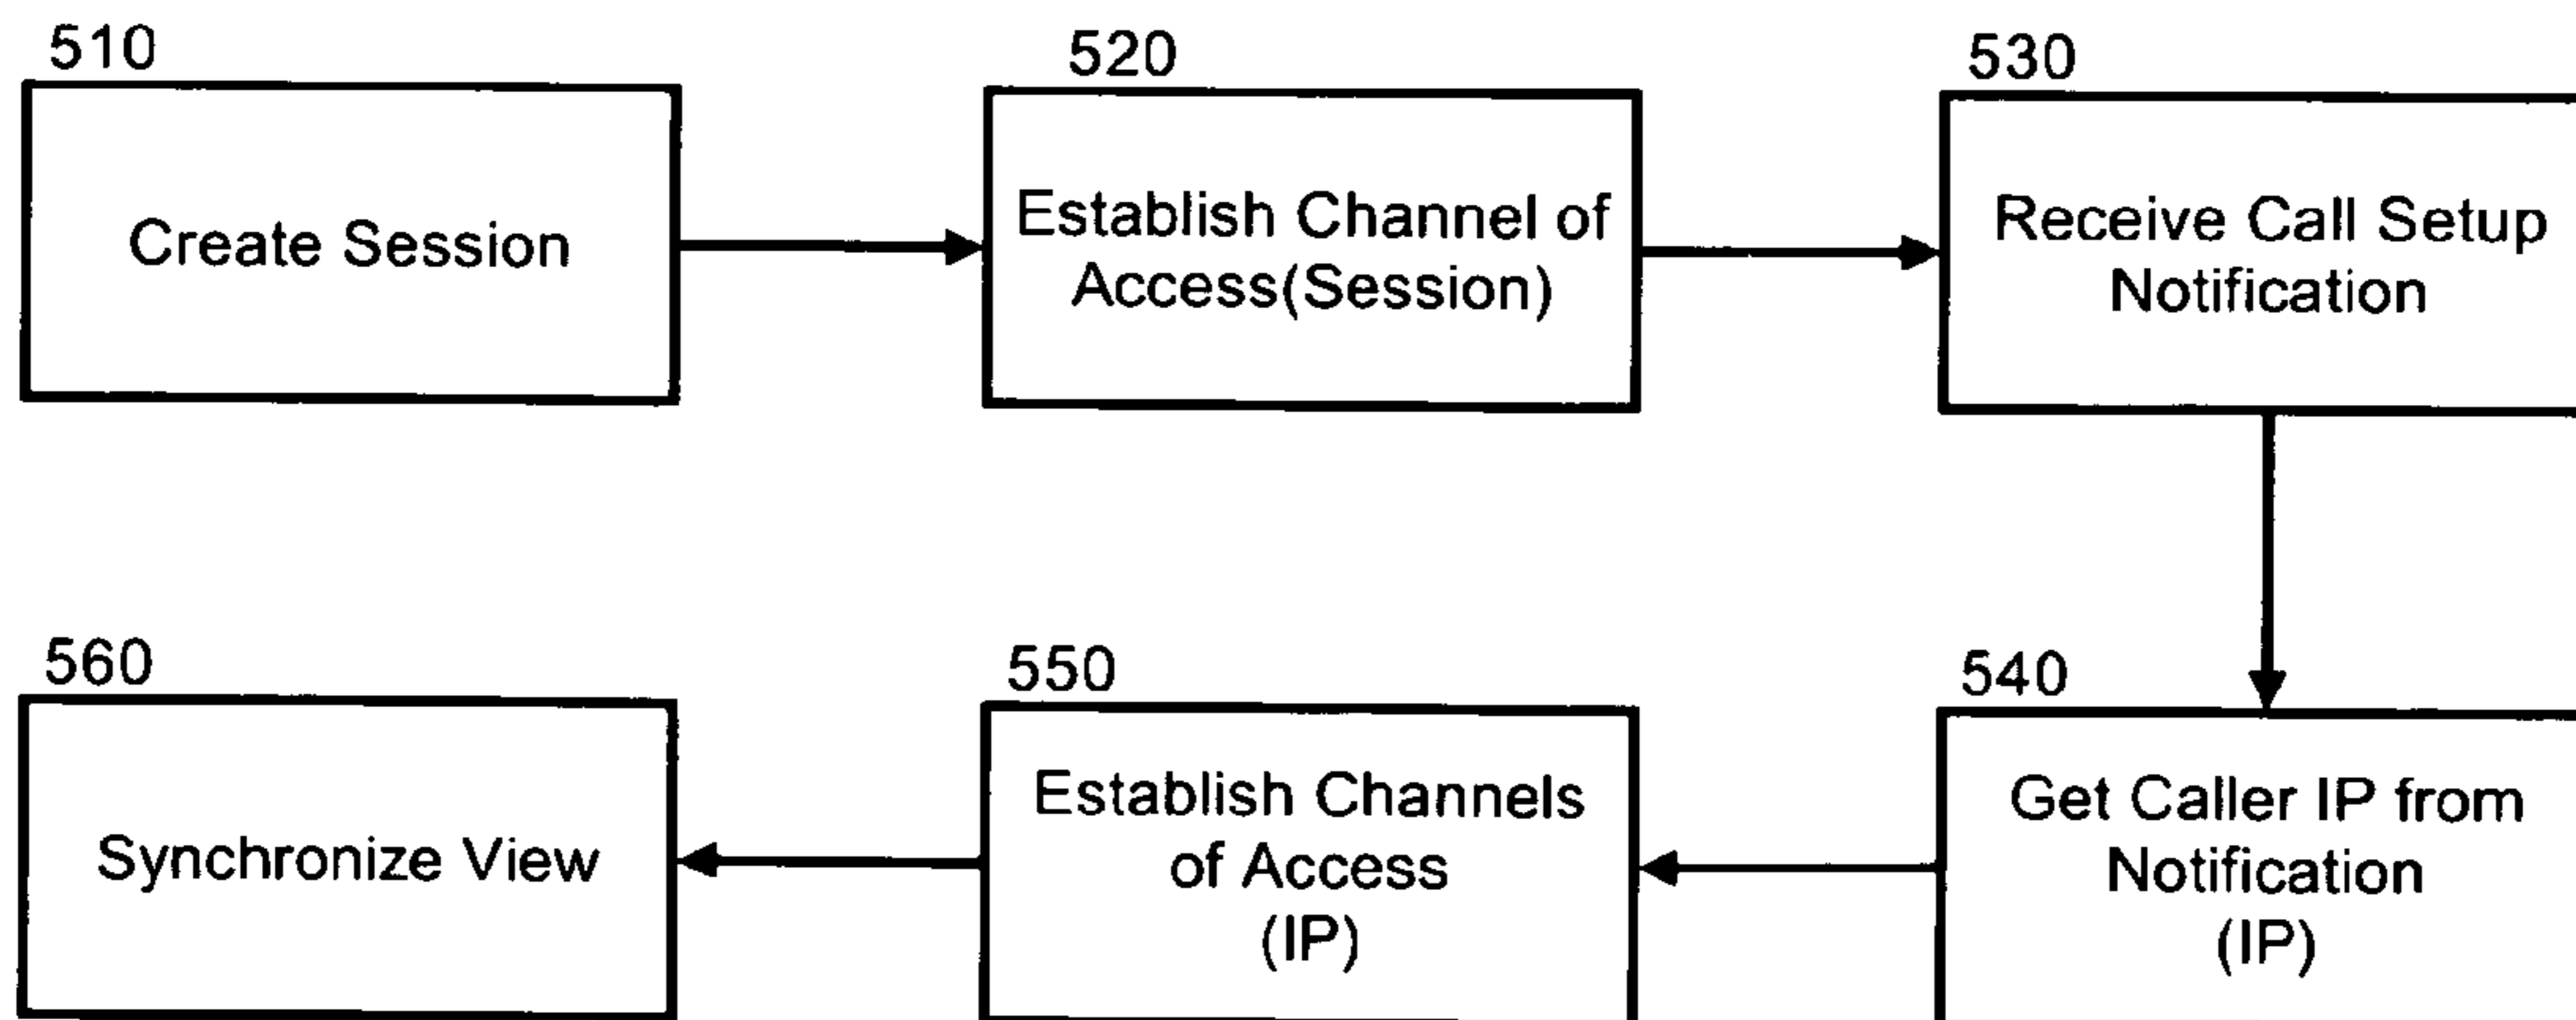 510
Create Session
520
Establish Channel of
Access(Session)
530
Receive Call Setup
Notification
540
Get Caller IP from
Notification
(IP)
550
Establish Channels
of Access
(IP)
560
Synchronize View